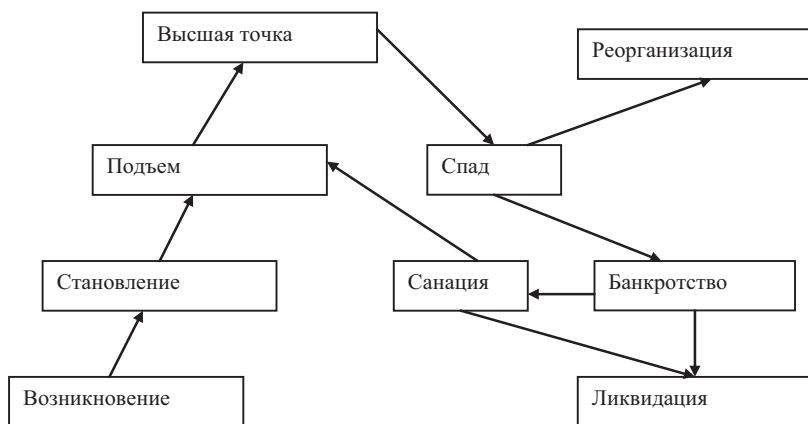 Высшая точка
Реорганизация
Подъем
Спад
Становление
Санация
Банкротство
Возникновение
Ликвидация